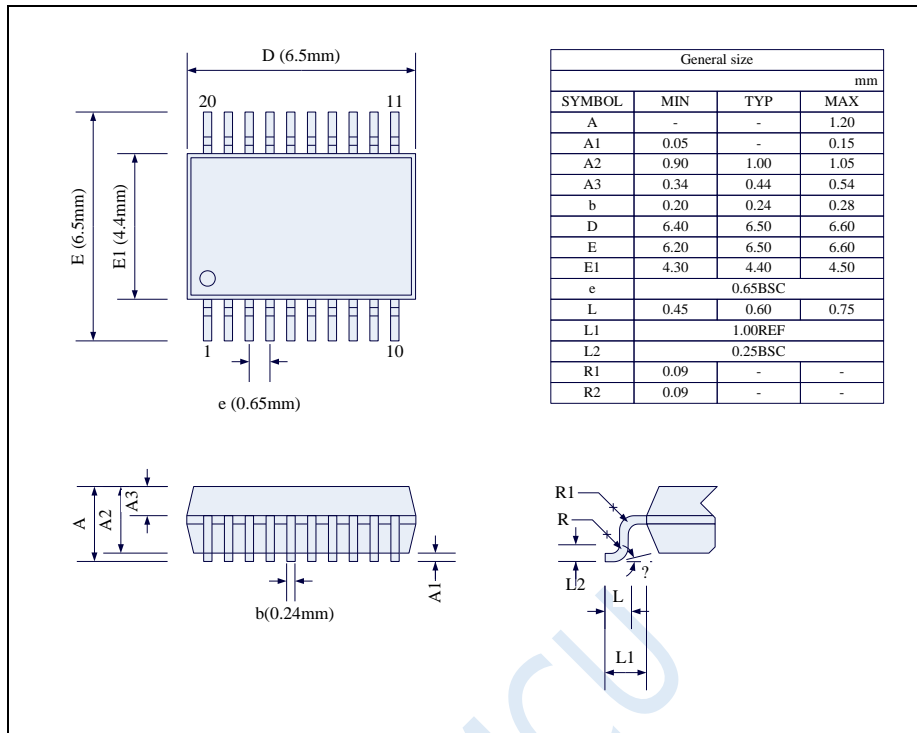 D (6.5mm)
20 11
E (6.5mm)
E1 (4.4mm)
1 10
e (0.65mm)
General size
mm
SYMBOL MIN TYP MAX
A - - 1.20
A1 0.05 - 0.15
A2 0.90 1.00 1.05
A3 0.34 0.44 0.54
b 0.20 0.24 0.28
D 6.40 6.50 6.60
E 6.20 6.50 6.60
E1 4.30 4.40 4.50
e 0.65BSC
L 0.45 0.60 0.75
L1 1.00REF
L2 0.25BSC
R1 0.09 - -
R2 0.09 - -
A
A2
A3
A1
b(0.24mm)
R1
R
L2
?
L
L1
MCU